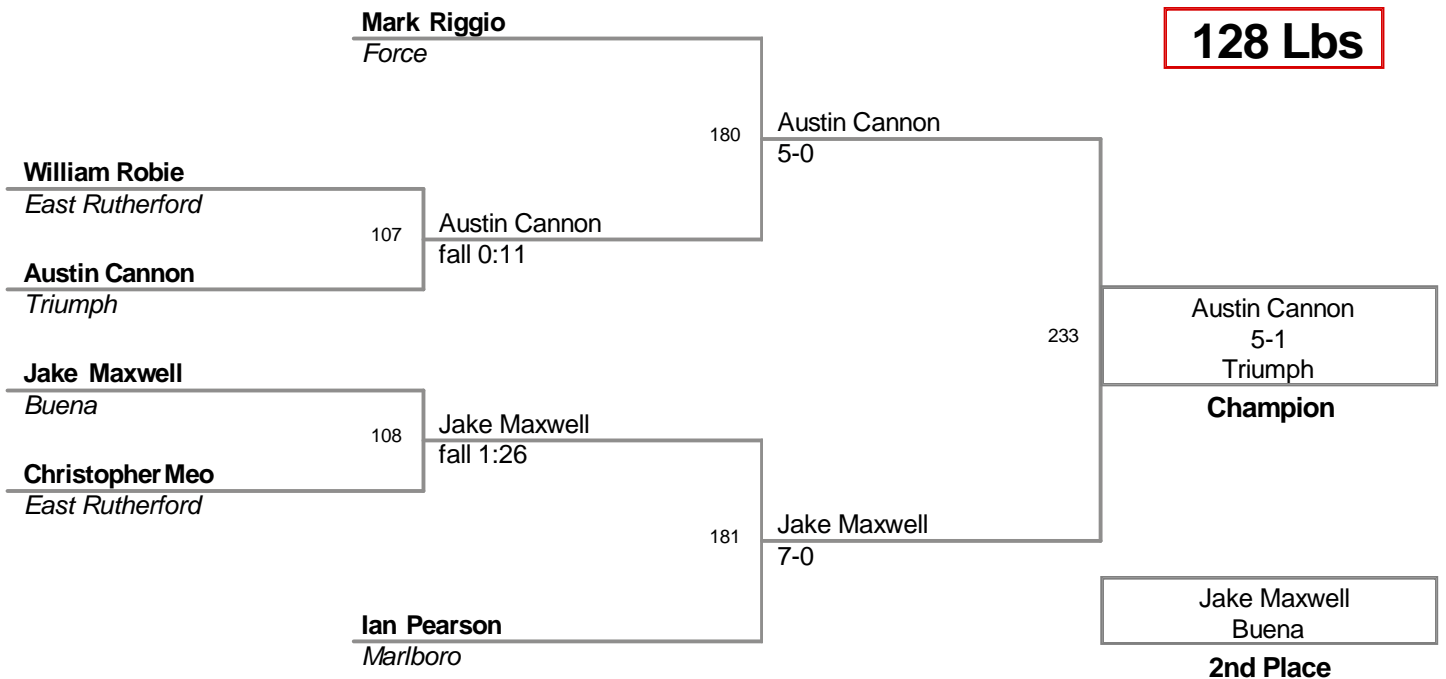 Mark Riggio
Force
128 Lbs
180
Austin Cannon
5-0
William Robie
East Rutherford
107
Austin Cannon
fall 0:11
Austin Cannon
Triumph
233
Austin Cannon
5-1
Triumph
Champion
Jake Maxwell
Buena
108
Jake Maxwell
fall 1:26
Christopher Meo
East Rutherford
181
Jake Maxwell
7-0
Ian Pearson
Marlboro
Jake Maxwell
Buena
2nd Place